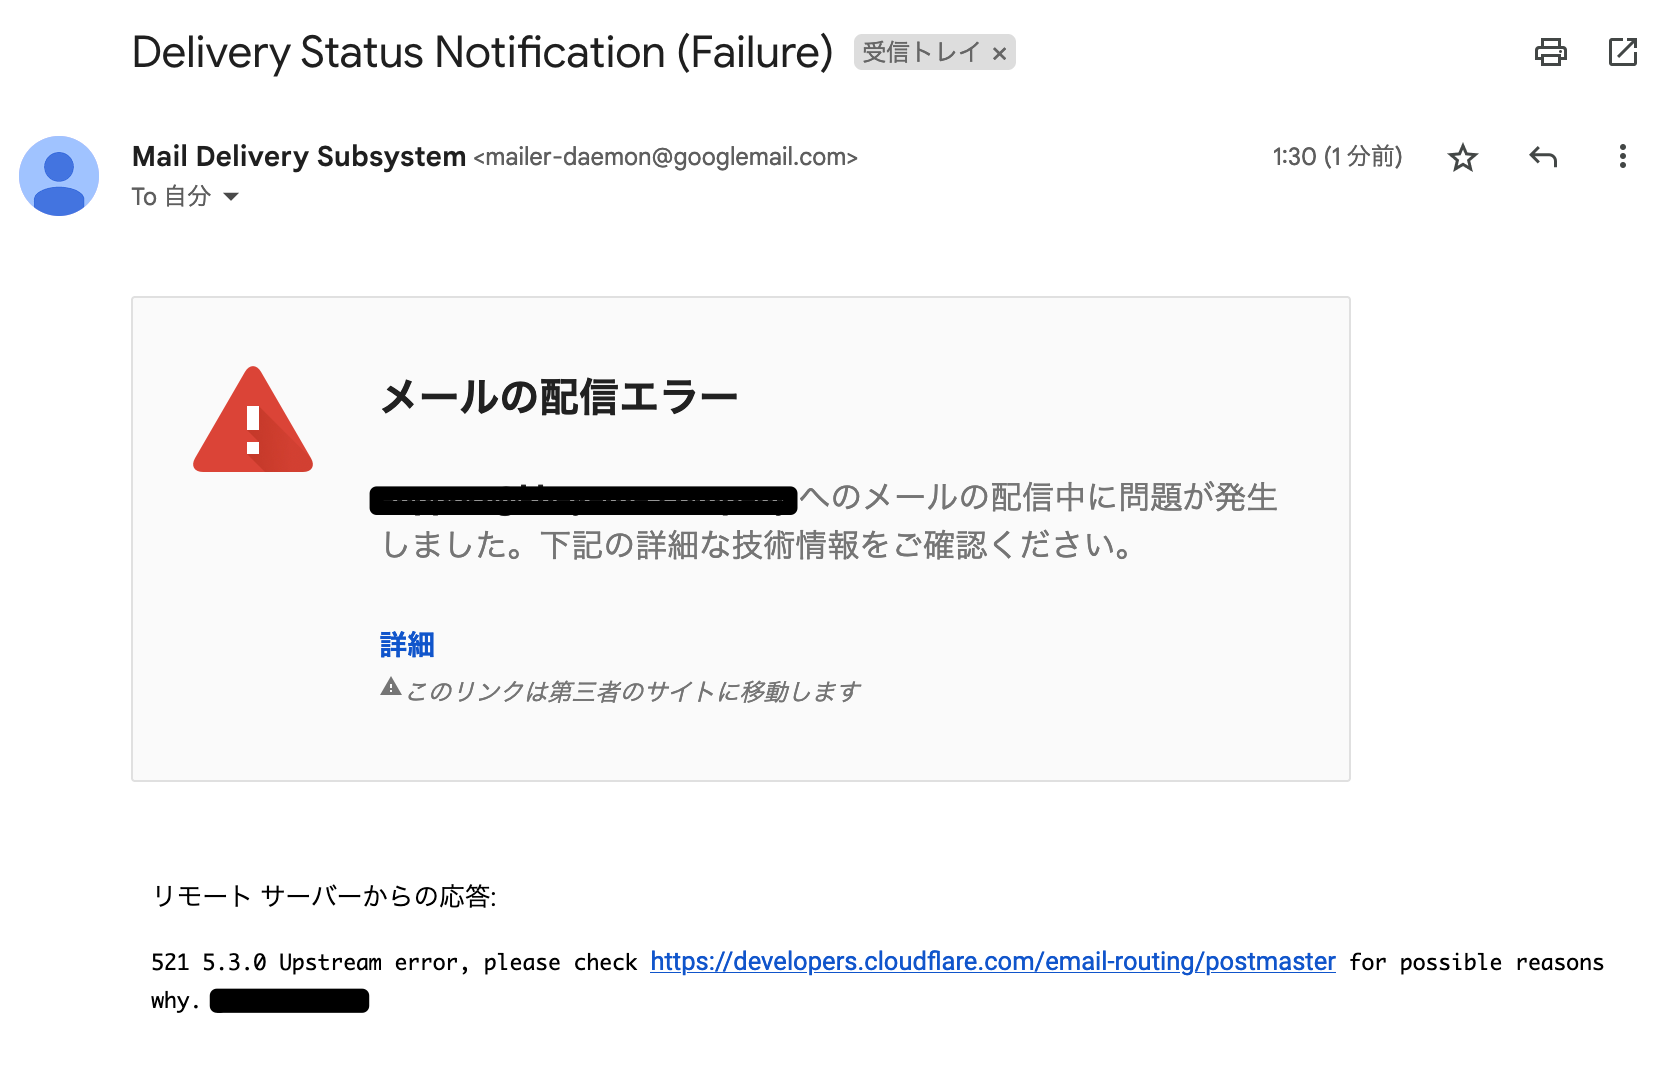 Delivery Status Notification (Failure) 受信トレイ ×
Mail Delivery Subsystem <mailer-daemon@googlemail.com> 1:30 (1 分前)
To 自分
メールの配信エラー
へのメールの配信中に問題が発生
しました。下記の詳細な技術情報をご確認ください。
詳細
このリンクは第三者のサイトに移動します
リモート サーバーからの応答:
521 5.3.0 Upstream error, please check https://developers.cloudflare.com/email-routing/postmaster for possible reasons
why.